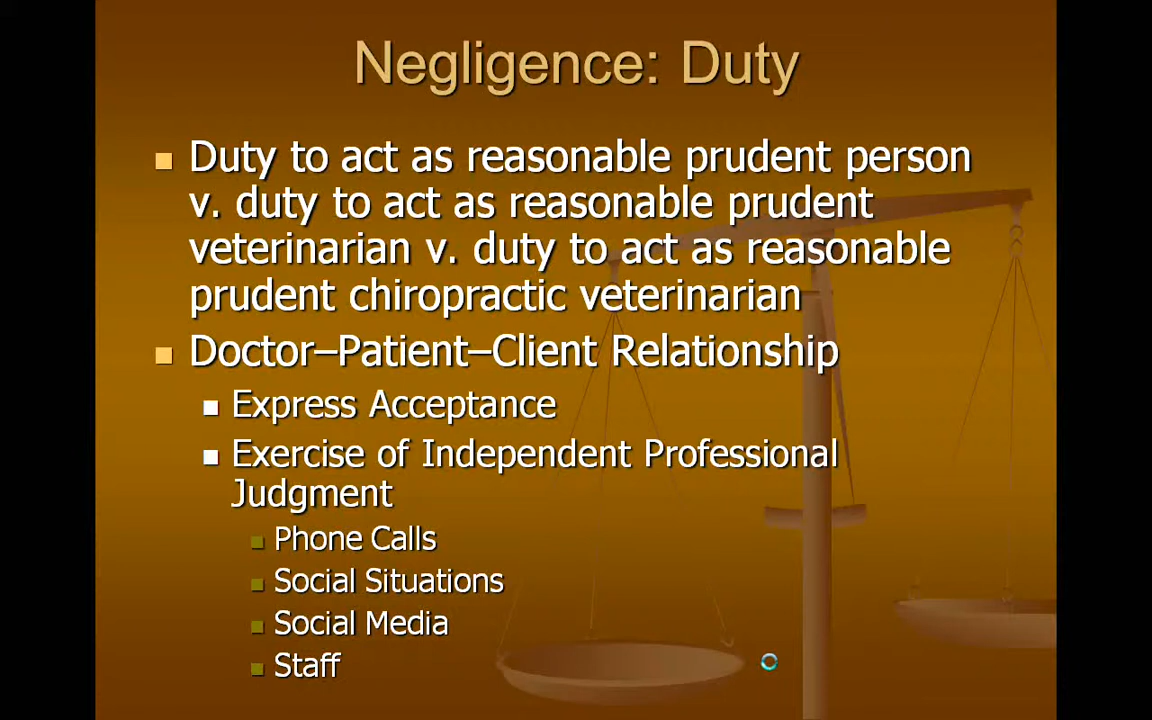 Negligence: Duty
Duty to act as reasonable prudent person
v. duty to act as reasonable prudent
veterinarian v. duty to act as reasonable
prudent chiropractic veterinarian
Doctor–Patient–Client Relationship
Express Acceptance
Exercise of Independent Professional
Judgment
Phone Calls
Social Situations
Social Media
Staff